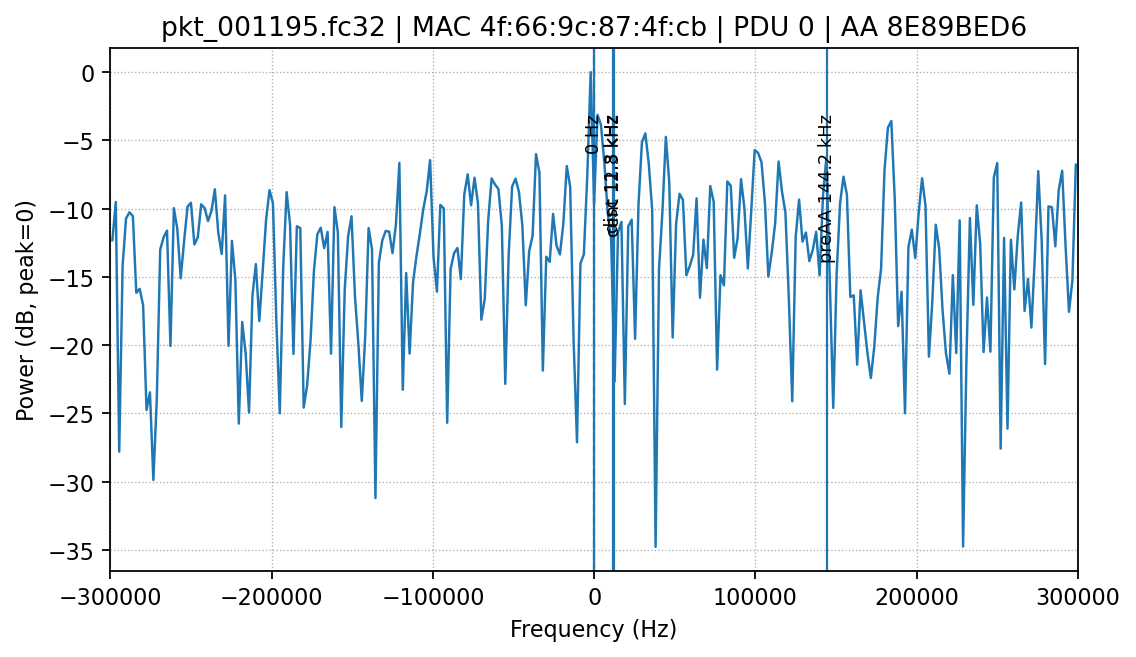 pkt_001195.fc32 | MAC 4f:66:9c:87:4f:cb | PDU 0 | AA 8E89BED6
Power (dB, peak=0)
0
−5
−10
−15
−20
−25
−30
−35
0 Hz
kHz
preAA 144.2 kHz
−300000
−200000
−100000
0
100000
200000
300000
Frequency (Hz)